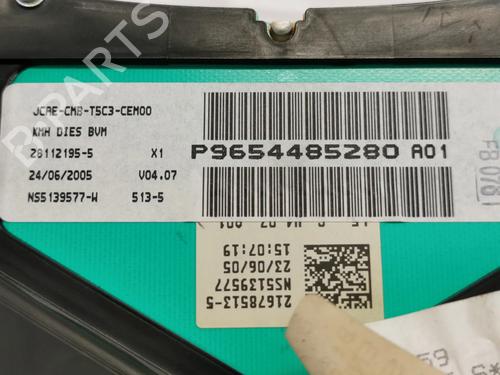 JCAE-CMB-T5C3-CEM00
KMH DIES BVM
28112195-5 X1
24/06/2005 V04.07
NS5139577-W 513-5
P9654485280 A01
21678513-5
NS5139577
23/06/05
15:07:19
B-PARTS